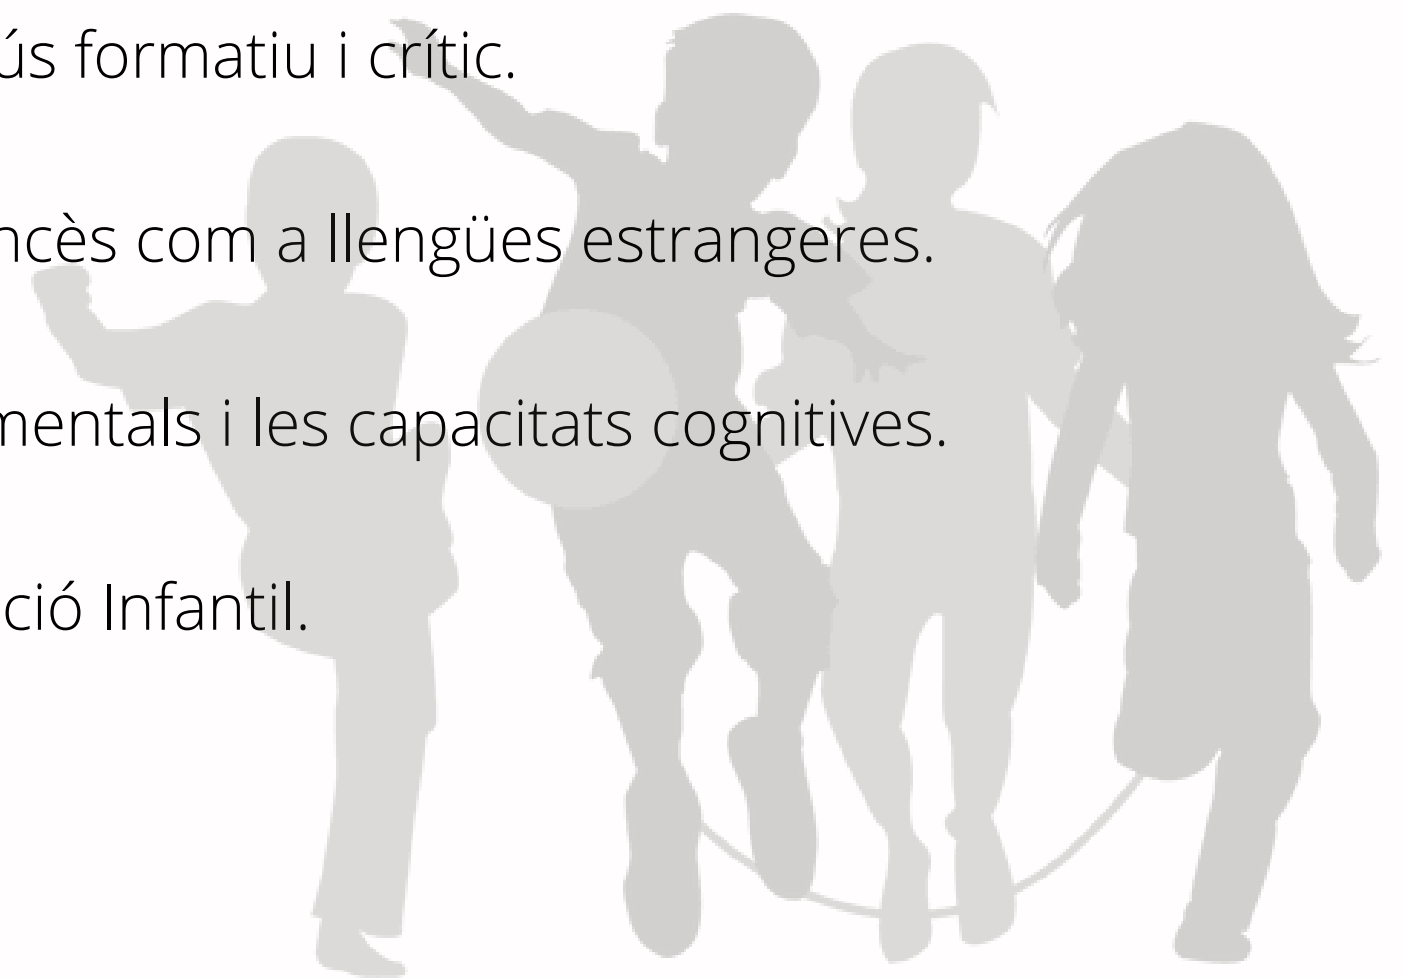 ús formatiu i crític.
ncès com a llengües estrangeres.
mentals i les capacitats cognitives.
ció Infantil.